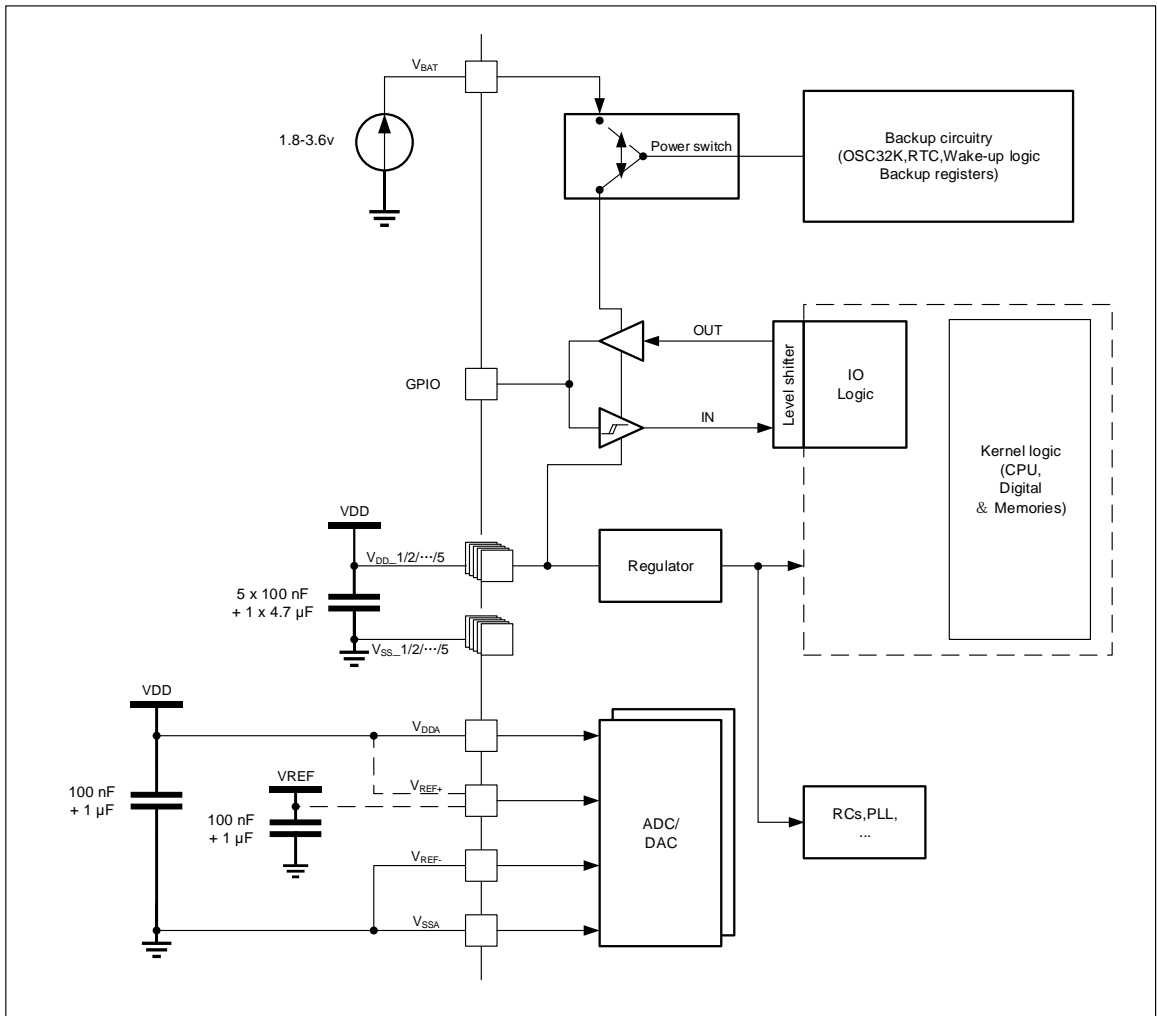 VBAT
1.8-3.6v
Power switch
Backup circuitry
(OSC32K,RTC,Wake-up logic
Backup registers)
OUT
GPIO
Level shifter
IO
Logic
IN
Kernel logic
(CPU,
Digital
& Memories)
VDD
VDD_1/2/···/5
5 x 100 nF
+ 1 x 4.7 µF
Regulator
VSS_1/2/···/5
VDD
VDDA
100 nF
+ 1 µF
VREF
VREF+
100 nF
+ 1 µF
ADC/
DAC
RCs,PLL,
...
VREF-
VSSA